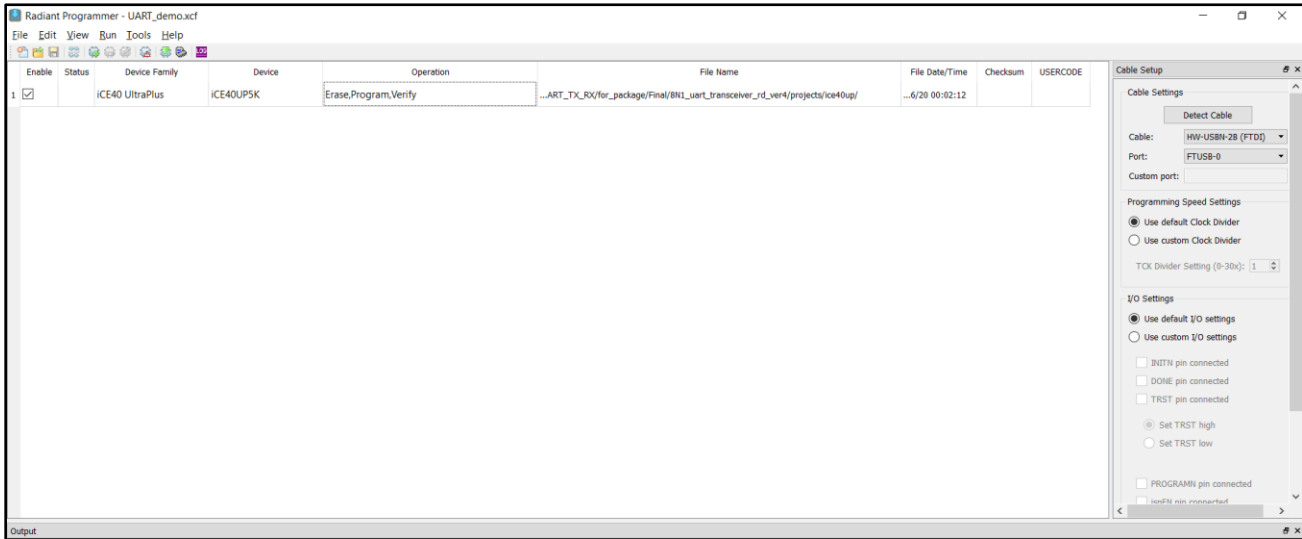 Radiant Programmer - UART_demo.xcf
File Edit View Run Tools Help
LOG
Enable Status Device Family Device Operation File Name File Date/Time Checksum USERCODE
1 iCE40 UltraPlus iCE40UP5K Erase,Program,Verify ...ART_TX_RX/for_package/Final/8N1_uart_transceiver_rd_ver4/projects/ice40up/ ...6/20 00:02:12
Cable Setup
Cable Settings
Detect Cable
Cable: HW-USBN-2B (FTDI)
Port: FTUSB-0
Custom port:
Programming Speed Settings
Use default Clock Divider
Use custom Clock Divider
TCK Divider Setting (0-30x): 1
I/O Settings
Use default I/O settings
Use custom I/O settings
INITN pin connected
DONE pin connected
TRST pin connected
Set TRST high
Set TRST low
PROGRAMN pin connected
ispEN pin connected
Output